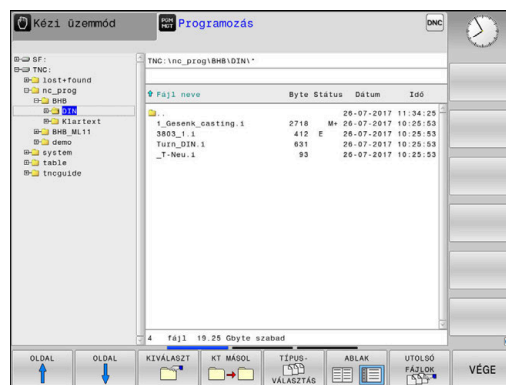 Kézi üzemmód
PGM
MGT
Programozás
DNC
SF:
TNC:
lost+found
nc_prog
BHB
DIN
Klartext
BHB_ML11
demo
system
table
tncguide
TNC:\nc_prog\BHB\DIN\*
Fájl neve Byte Státus Dátum Idő
.. 26-07-2017 11:34:25
1_Gesenk_casting.i 2718 M+ 26-07-2017 10:25:53
3803_1.i 412 E 26-07-2017 10:25:53
Turn_DIN.i 631 26-07-2017 10:25:53
_T-Neu.i 93 26-07-2017 10:25:53
4 fájl 19.25 Gbyte szabad
OLDAL
OLDAL
KIVÁLASZT
KT MÁSOL
TÍPUS-
VÁLASZTÁS
ABLAK
UTOLSÓ
FÁJLOK
VÉGE